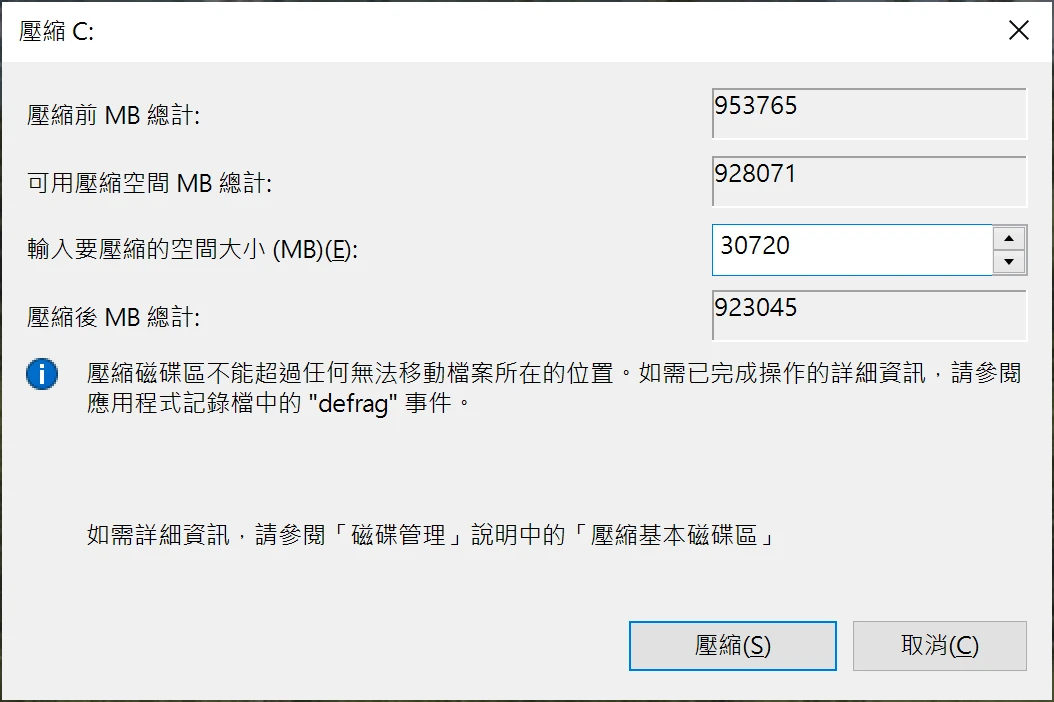 壓縮 C:
壓縮前 MB 總計: 953765
可用壓縮空間 MB 總計: 928071
輸入要壓縮的空間大小 (MB)(E): 30720
壓縮後 MB 總計: 923045
壓縮磁碟區不能超過任何無法移動檔案所在的位置。如需已完成操作的詳細資訊，請參閱
應用程式記錄檔中的 "defrag" 事件。
如需詳細資訊，請參閱「磁碟管理」說明中的「壓縮基本磁碟區」
壓縮(S) 取消(C)